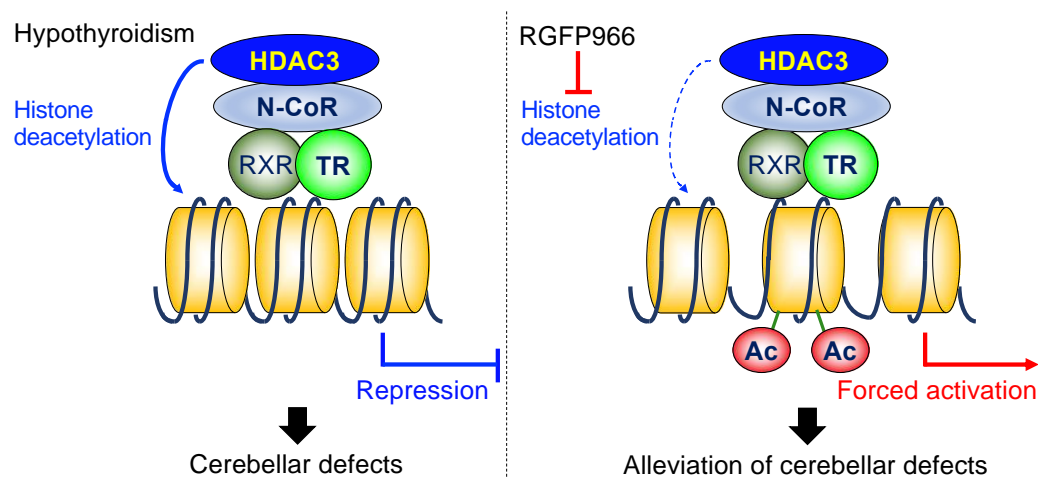 Hypothyroidism
HDAC3
N-CoR
Histone
deacetylation
RXR
TR
Repression
Cerebellar defects
RGFP966
HDAC3
N-CoR
Histone
deacetylation
RXR
TR
Ac
Ac
Forced activation
Alleviation of cerebellar defects